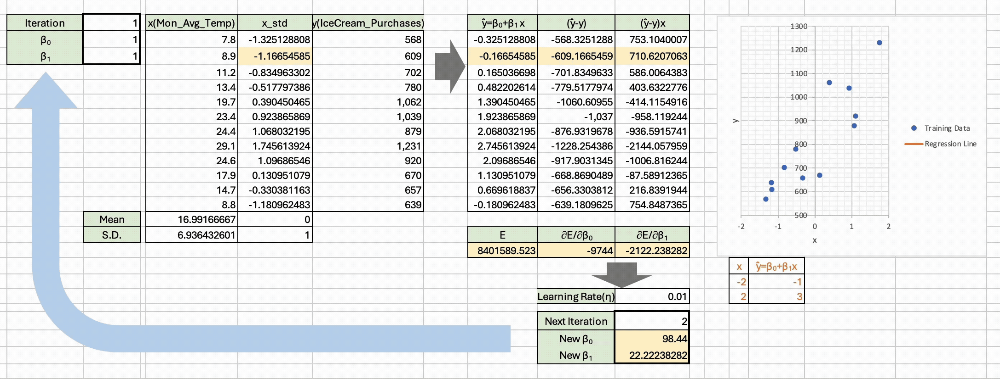 Iteration 1 x(Mon_Avg_Temp) x_std y(IceCream_Purchases) ŷ=β₀+β₁x (ŷ-y) (ŷ-y)x
β₀ 1 7.8 -1.325128808 568 -0.325128808 -568.3251288 753.1040007
β₁ 1 8.9 -1.16654585 609 -0.16654585 -609.1665459 710.6207063
11.2 -0.834963302 702 0.165036698 -701.8349633 586.0064383
13.4 -0.517797386 780 0.482202614 -779.5177974 403.6322776
19.7 0.390450465 1,062 1.390450465 -1060.60955 -414.1154916
23.4 0.923865869 1,039 1.923865869 -1,037 -958.119244
24.4 1.068032195 879 2.068032195 -876.9319678 -936.5915741
29.1 1.745613924 1,231 2.745613924 -1228.254386 -2144.057959
24.6 1.09686546 920 2.09686546 -917.9031345 -1006.816244
17.9 0.130951079 670 1.130951079 -668.8690489 -87.58912365
14.7 -0.330381163 657 0.669618837 -656.3303812 216.8391944
8.8 -1.180962483 639 -0.180962483 -639.1809625 754.8487365
Mean 16.99166667 0
S.D. 6.936432601 1
E ∂E/∂β₀ ∂E/∂β₁
8401589.523 -9744 -2122.238282
Learning Rate(η) 0.01
Next Iteration 2
New β₀ 98.44
New β₁ 22.22238282
1300
1200
1100
1000
900
800
700
600
500
-2 -1 0 1 2
y
x
Training Data
Regression Line
x ŷ=β₀+β₁x
-2 -1
2 3